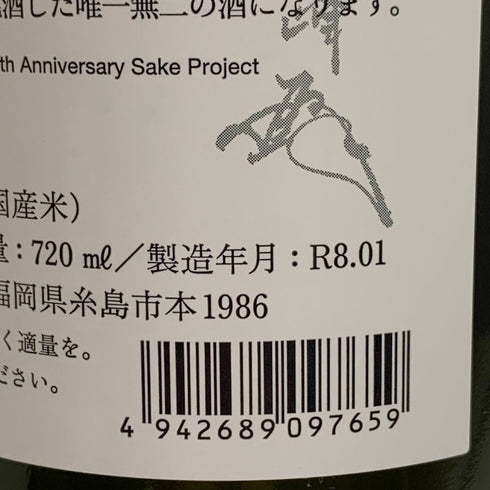 酒した唯一無二の酒になります。
th Anniversary Sake Project
国産米）
量：720 ㎖／製造年月：R8.01
福岡県糸島市本1986
く適量を。
ださい。
4 942689 097659